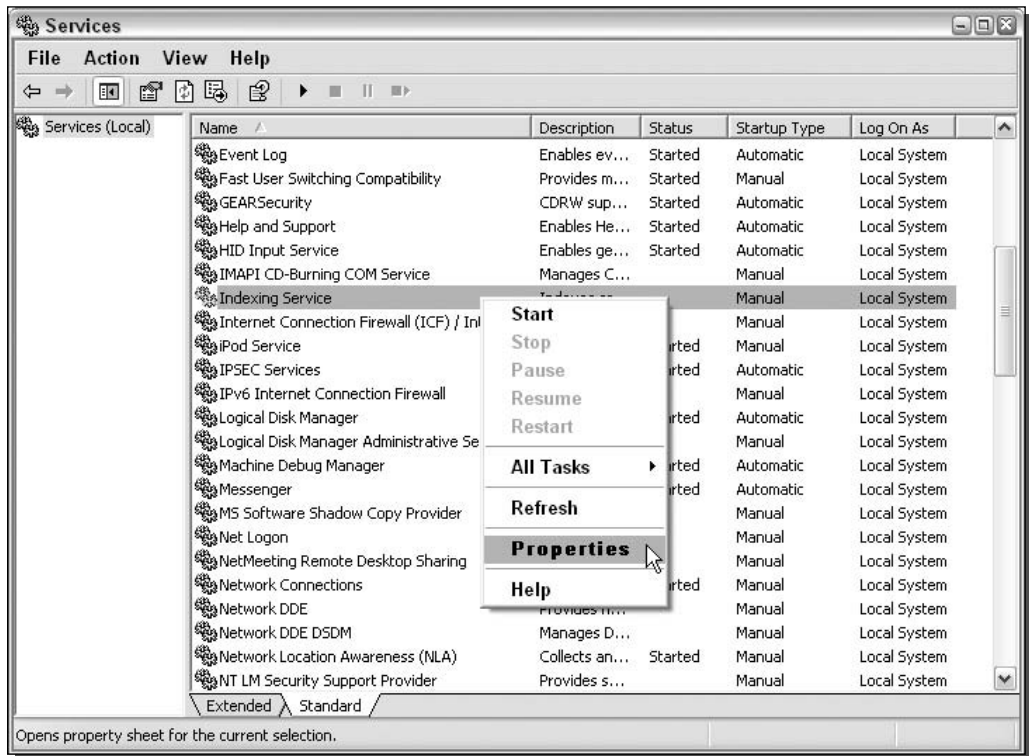 Services
File Action View Help
Services (Local)
Name Description Status Startup Type Log On As
Event Log Enables ev... Started Automatic Local System
Fast User Switching Compatibility Provides m... Started Manual Local System
GEARSecurity CDRW sup... Started Automatic Local System
Help and Support Enables He... Started Automatic Local System
HID Input Service Enables ge... Started Automatic Local System
IMAPI CD-Burning COM Service Manages C... Manual Local System
Indexing Service Manual Local System
Internet Connection Firewall (ICF) / Manual Local System
iPod Service rted Manual Local System
IPSEC Services rted Automatic Local System
IPv6 Internet Connection Firewall Manual Local System
Logical Disk Manager rted Automatic Local System
Logical Disk Manager Administrative Se Manual Local System
Machine Debug Manager rted Automatic Local System
Messenger rted Automatic Local System
MS Software Shadow Copy Provider Manual Local System
Net Logon Manual Local System
NetMeeting Remote Desktop Sharing Manual Local System
Network Connections rted Manual Local System
Network DDE Manual Local System
Network DDE DSDM Manages D... Manual Local System
Network Location Awareness (NLA) Collects an... Started Manual Local System
NT LM Security Support Provider Provides s... Manual Local System
Start
Stop
Pause
Resume
Restart
All Tasks
Refresh
Properties
Help
Extended Standard
Opens property sheet for the current selection.